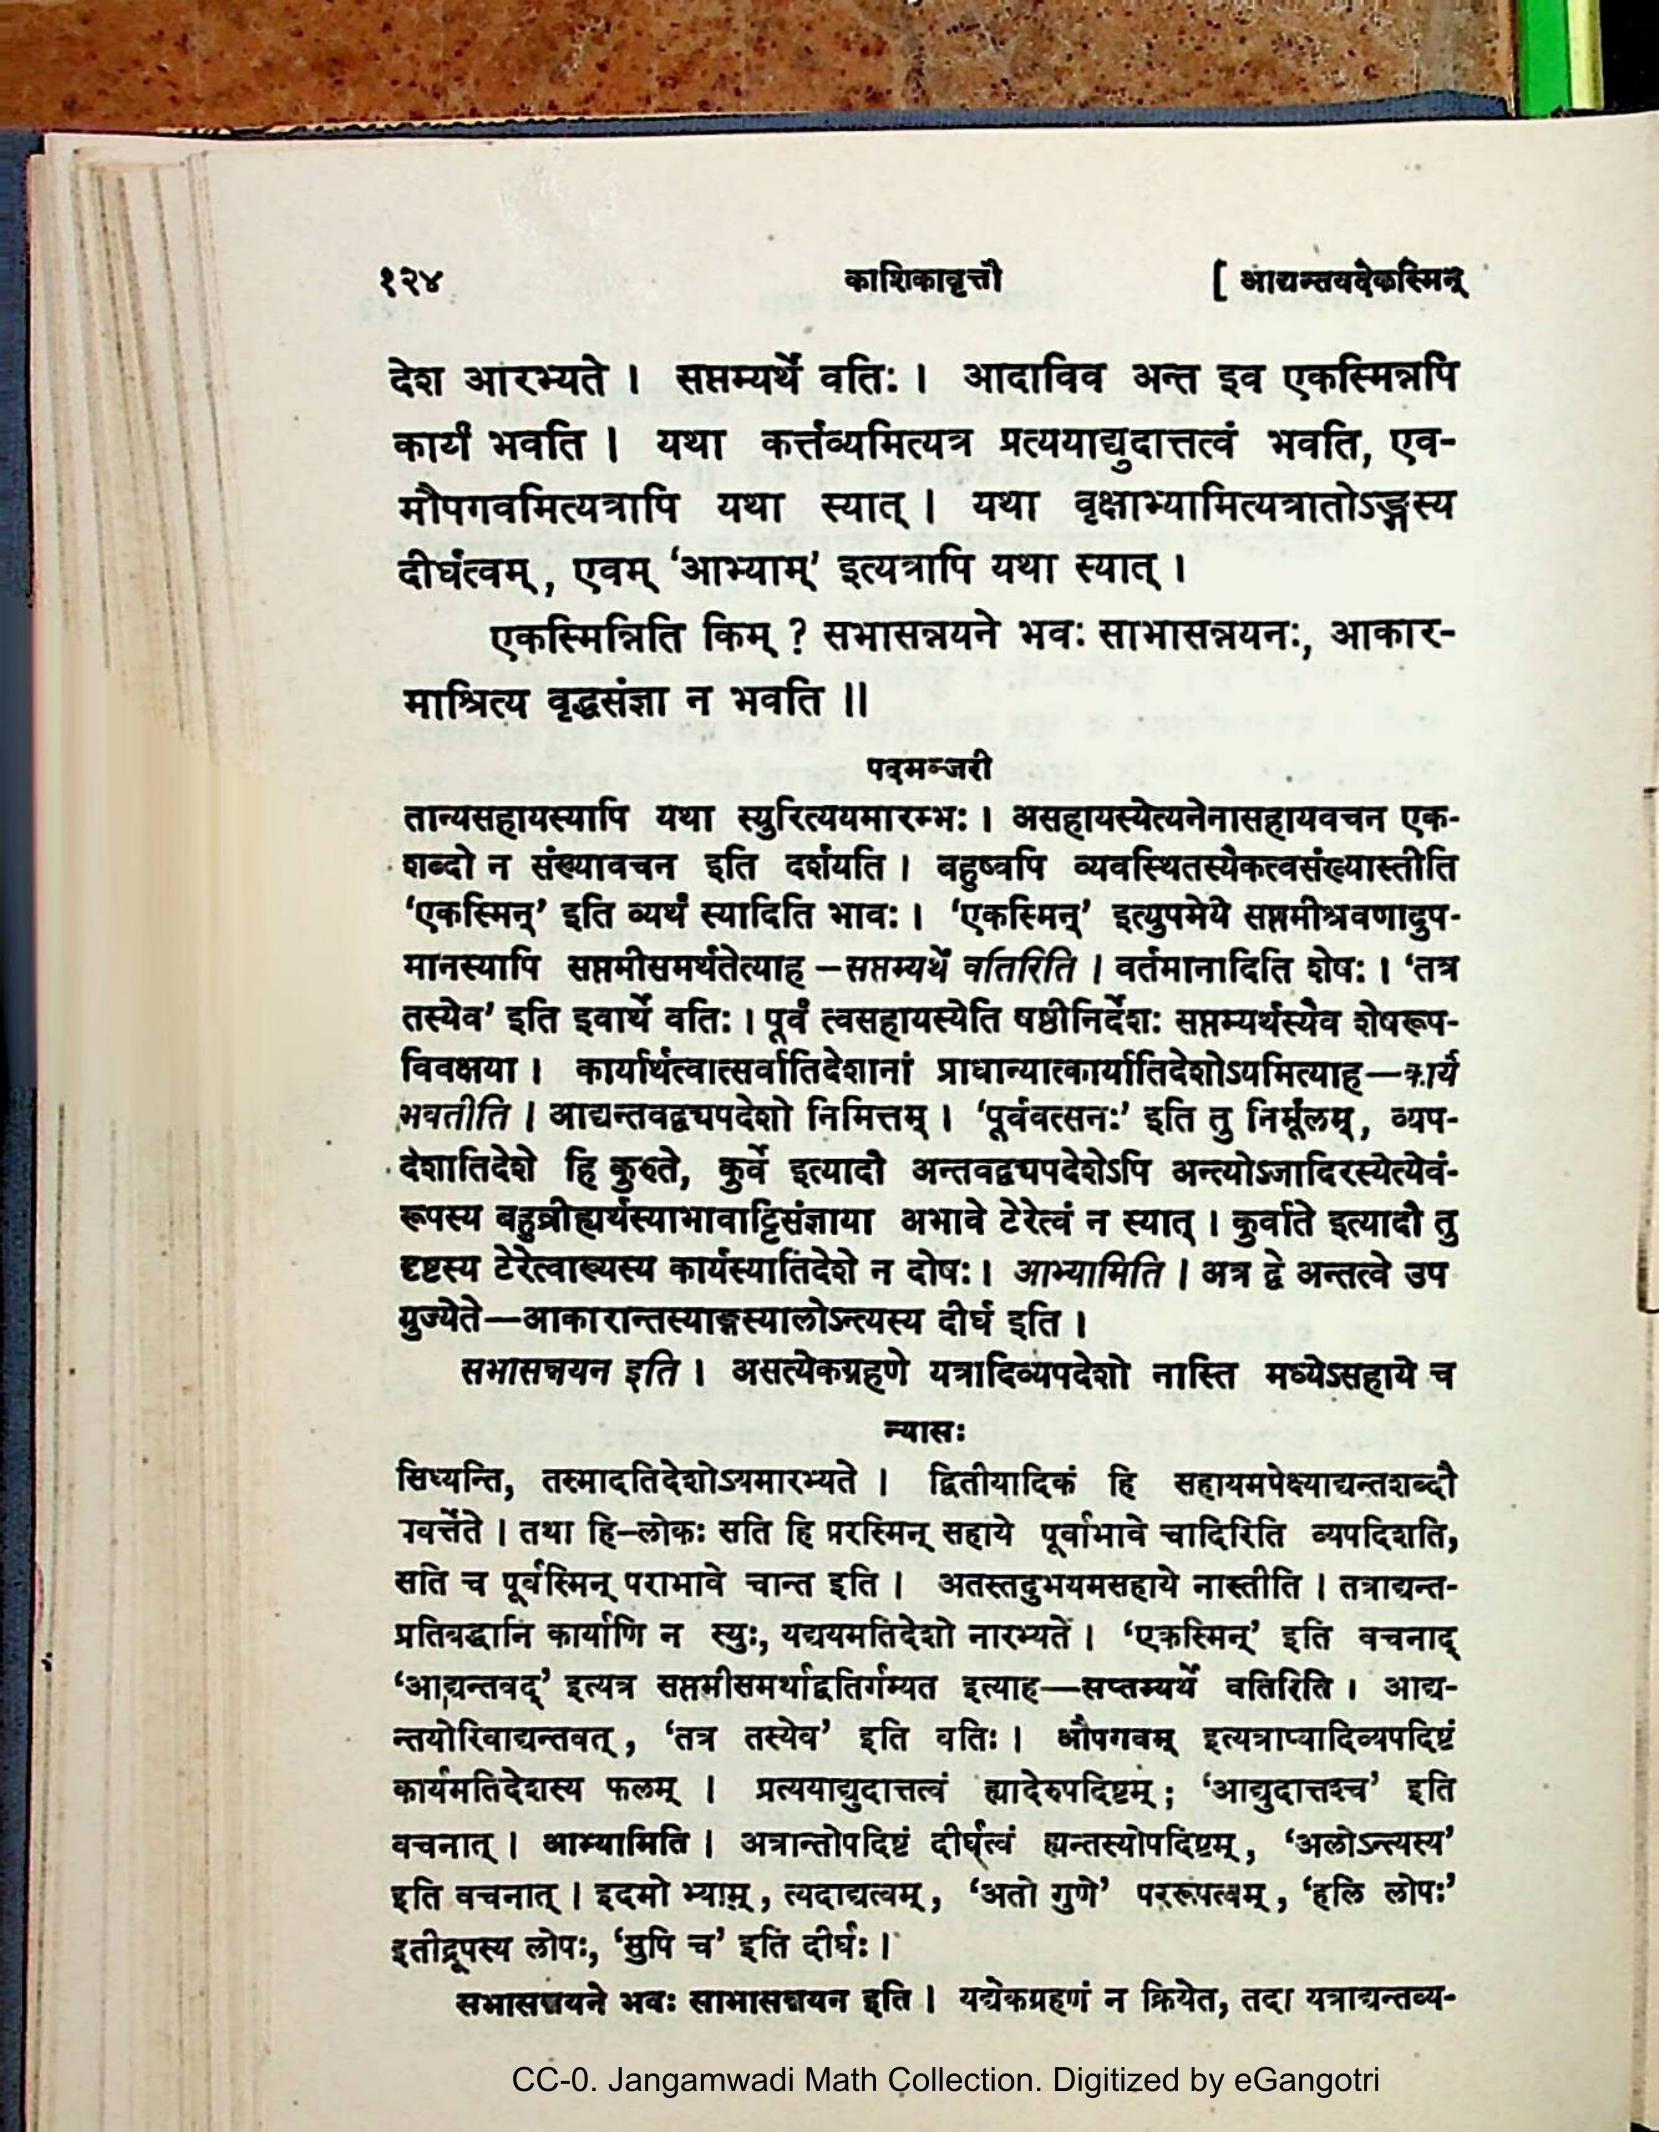 १२४ काशिकावृत्तौ [ आद्यन्तवदेकस्मिन्
देश आरभ्यते । सप्तम्यर्थे वतिः । आदाविव अन्त इव एकस्मिन्नपि
कार्यं भवति । यथा कर्त्तव्यमित्यत्र प्रत्ययाद्युदात्तत्वं भवति, एव-
मौपगवमित्यत्रापि यथा स्यात् । यथा वृक्षाभ्यामित्यत्रातोऽङ्गस्य
दीर्घत्वम्, एवम् ‘आभ्याम्’ इत्यत्रापि यथा स्यात् ।
एकस्मिन्निति किम् ? सभासन्नयने भवः साभासन्नयनः, आकार-
माश्रित्य वृद्धसंज्ञा न भवति ॥
पदमञ्जरी
तान्यसहायस्यापि यथा स्युरित्ययमारम्भः । असहायस्येत्यनेनासहायवचन एक-
शब्दो न संख्यावचन इति दर्शयति । बहुष्वपि व्यवस्थितस्यैकत्वसंख्यास्तीति
‘एकस्मिन्’ इति व्यर्थं स्यादिति भावः । ‘एकस्मिन्’ इत्युपमेये सप्तमीश्रवणादुप-
मानस्यापि सप्तमीसमर्थतेत्याह –सप्तम्यर्थे वतिरिति । वर्तमानादिति शेषः । ‘तत्र
तस्येव’ इति इवार्थे वतिः । पूर्वं त्वसहायस्येति षष्ठीनिर्देशः सप्तम्यर्थस्यैव शेषरूप-
विवक्षया । कार्यार्थत्वात्सर्वातिदेशानां प्राधान्यात्कार्यातिदेशोऽयमित्याह—कार्यं
भवतीति । आद्यन्तवद्व्यपदेशो निमित्तम् । ‘पूर्ववत्सनः’ इति तु निर्मूलम्, व्यप-
देशातिदेशे हि कुरुते, कुर्वे इत्यादौ अन्तवद्व्यपदेशेऽपि अन्त्योऽजादिरस्येत्येवं-
रूपस्य बहुव्रीह्यर्थस्याभावाट्टिसंज्ञाया अभावे टेरेत्वं न स्यात् । कुर्वाते इत्यादौ तु
दृष्टस्य टेरेत्वाख्यस्य कार्यस्यातिदेशे न दोषः । आभ्यामिति । अत्र द्वे अन्तत्वे उप
युज्येते—आकारान्तस्याङ्गस्यालोऽन्त्यस्य दीर्घ इति ।
सभासन्नयन इति । असत्येकग्रहणे यत्रादिव्यपदेशो नास्ति मध्येऽसहाये च
न्यासः
सिध्यन्ति, तस्मादतिदेशोऽयमारभ्यते । द्वितीयादिकं हि सहायमपेक्ष्याद्यन्तशब्दौ
प्रवर्त्तेते । तथा हि–लोकः सति हि परस्मिन् सहाये पूर्वाभावे चादिरिति व्यपदिशति,
सति च पूर्वस्मिन् पराभावे चान्त इति । अतस्तदुभयमसहाये नास्तीति । तत्राद्यन्त-
प्रतिबद्धानि कार्याणि न स्युः, यद्ययमतिदेशो नारभ्यते । ‘एकस्मिन्’ इति वचनाद्
‘आद्यन्तवद्’ इत्यत्र सप्तमीसमर्थाद्वतिर्गम्यत इत्याह—सप्तम्यर्थे वतिरिति । आद्य-
न्तयोरिवाद्यन्तवत्, ‘तत्र तस्येव’ इति वतिः । औपगवम् इत्यत्राप्यादिव्यपदिष्टं
कार्यमतिदेशस्य फलम् । प्रत्ययाद्युदात्तत्वं ह्यादेरुपदिष्टम् ; ‘आद्युदात्तश्च’ इति
वचनात् । आभ्यामिति । अत्रान्तोपदिष्टं दीर्घत्वं ह्यन्तस्योपदिष्टम्, ‘अलोऽन्त्यस्य’
इति वचनात् । इदमो भ्याम्, त्यदाद्यत्वम्, ‘अतो गुणे’ पररूपत्वम्, ‘हलि लोपः’
इतीद्रूपस्य लोपः, ‘सुपि च’ इति दीर्घः ।
सभासन्नयने भवः साभासन्नयन इति । यद्येकग्रहणं न क्रियेत, तदा यत्राद्यन्तव्य-
CC-0. Jangamwadi Math Collection. Digitized by eGangotri